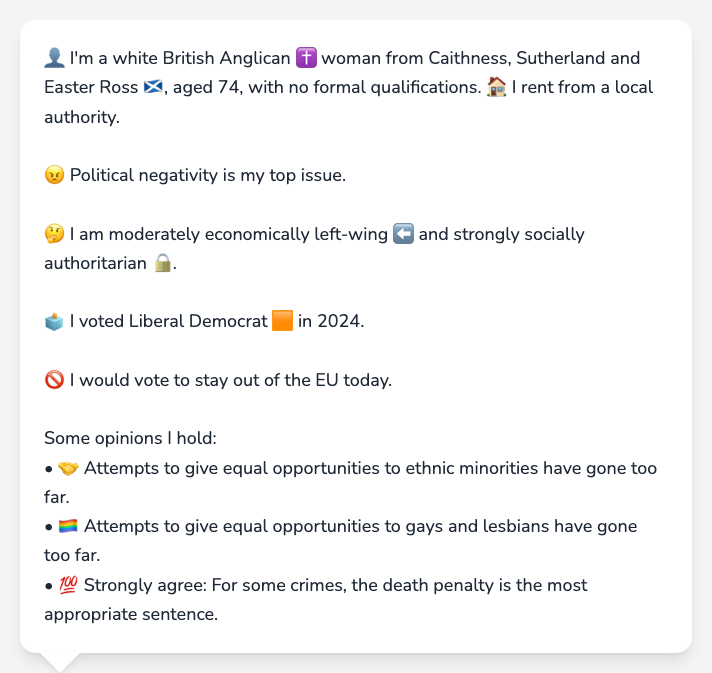 👤 I'm a white British Anglican ✝️ woman from Caithness, Sutherland and
Easter Ross 🏴󠁧󠁢󠁳󠁣󠁴󠁿, aged 74, with no formal qualifications. 🏠 I rent from a local
authority.
😠 Political negativity is my top issue.
🤔 I am moderately economically left-wing ⬅️ and strongly socially
authoritarian 🔒.
🗳️ I voted Liberal Democrat 🟧 in 2024.
🚫 I would vote to stay out of the EU today.
Some opinions I hold:
• 🤝 Attempts to give equal opportunities to ethnic minorities have gone too
far.
• 🏳️‍🌈 Attempts to give equal opportunities to gays and lesbians have gone
too far.
• 💯 Strongly agree: For some crimes, the death penalty is the most
appropriate sentence.